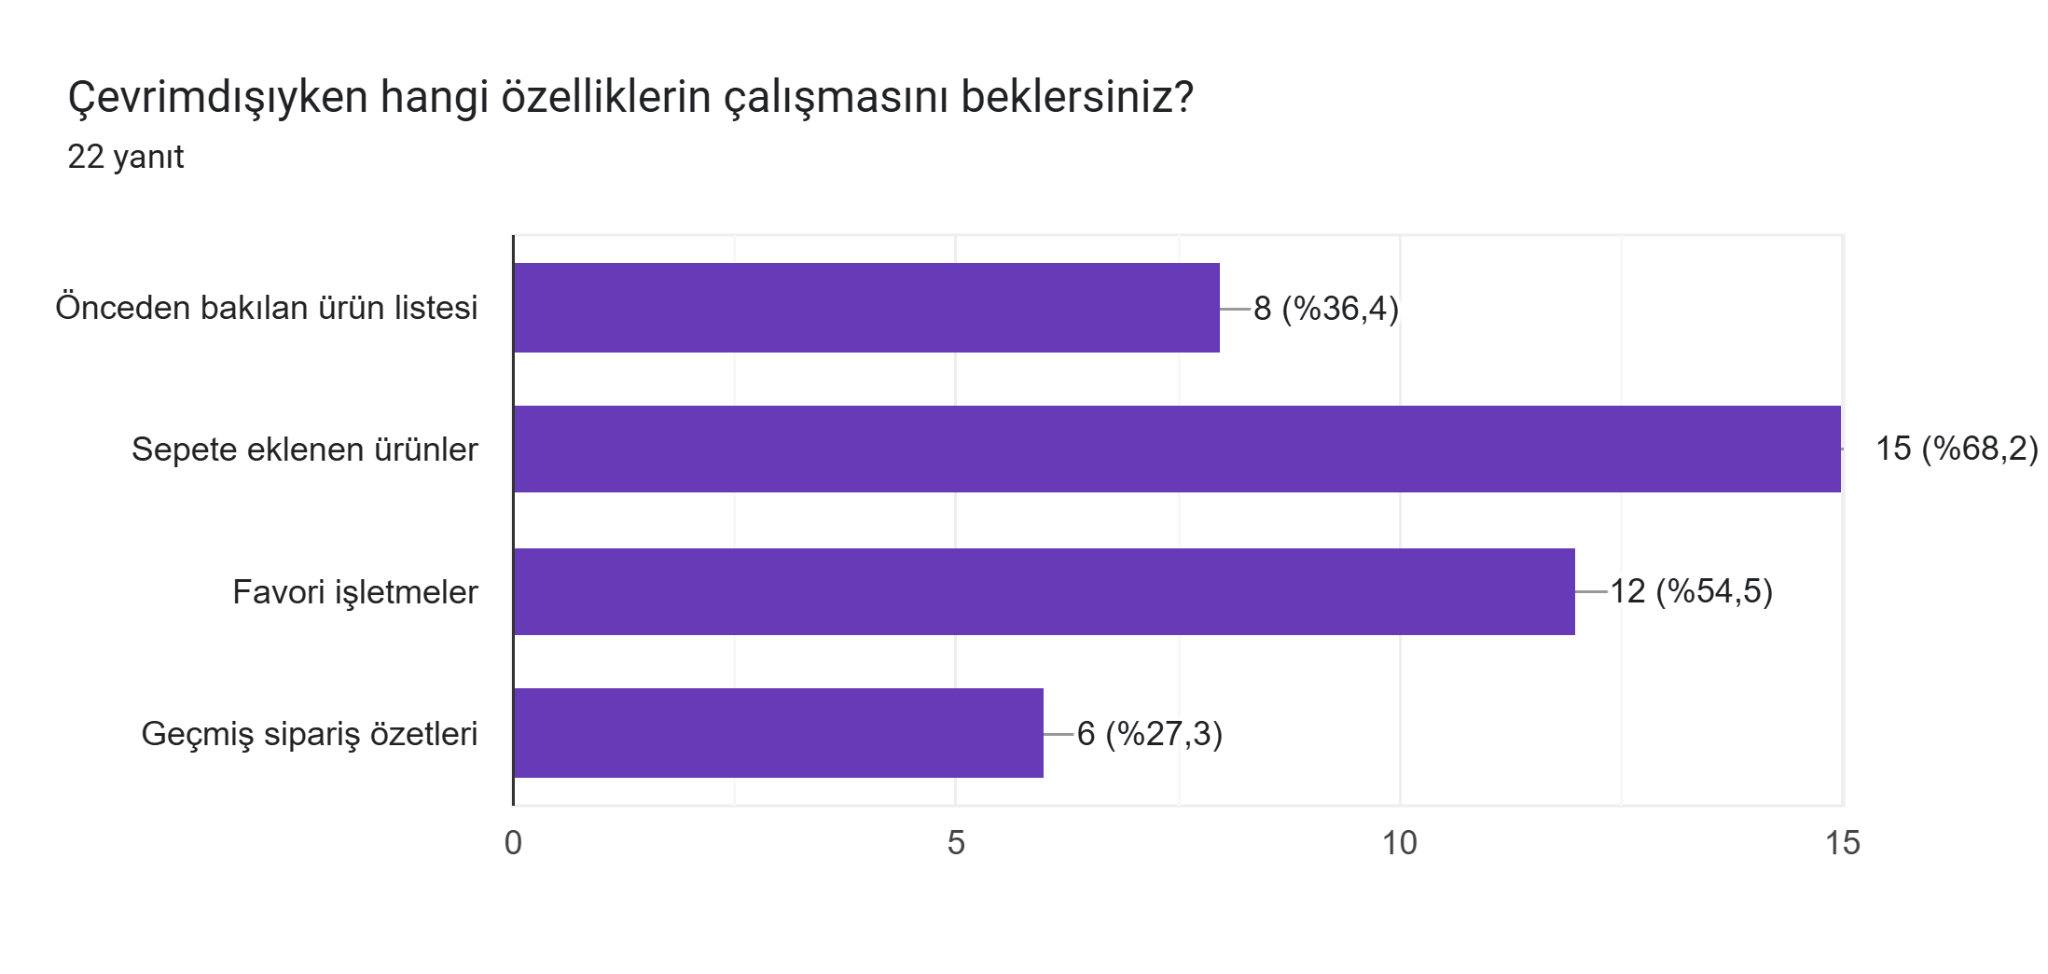 Çevrimdışıyken hangi özelliklerin çalışmasını beklersiniz?
22 yanıt
Önceden bakılan ürün listesi
8 (%36,4)
Sepete eklenen ürünler
15 (%68,2)
Favori işletmeler
12 (%54,5)
Geçmiş sipariş özetleri
6 (%27,3)
0 5 10 15